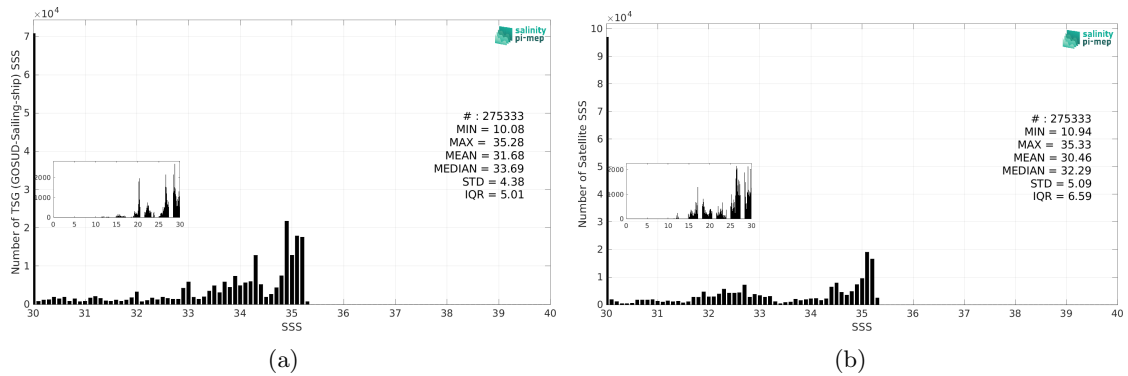 ×10⁴
7
6
5
4
3
2
1
0
Number of TSG (GOSUD-Sailing-ship) SSS
30 31 32 33 34 35 36 37 38 39 40
SSS
salinity
pi-mep
# : 275333
MIN = 10.08
MAX = 35.28
MEAN = 31.68
MEDIAN = 33.69
STD = 4.38
IQR = 5.01
2000
1000
0
0 5 10 15 20 25 30
(a)
×10⁴
10
9
8
7
6
5
4
3
2
1
0
Number of Satellite SSS
30 31 32 33 34 35 36 37 38 39 40
SSS
salinity
pi-mep
# : 275333
MIN = 10.94
MAX = 35.33
MEAN = 30.46
MEDIAN = 32.29
STD = 5.09
IQR = 6.59
2000
1000
0
0 5 10 15 20 25 30
(b)